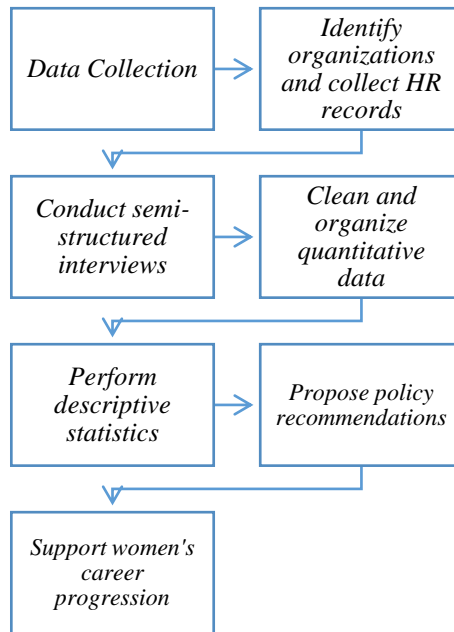 Data Collection
Identify
organizations
and collect HR
records
Conduct semi-
structured
interviews
Clean and
organize
quantitative
data
Perform
descriptive
statistics
Propose policy
recommendations
Support women's
career
progression